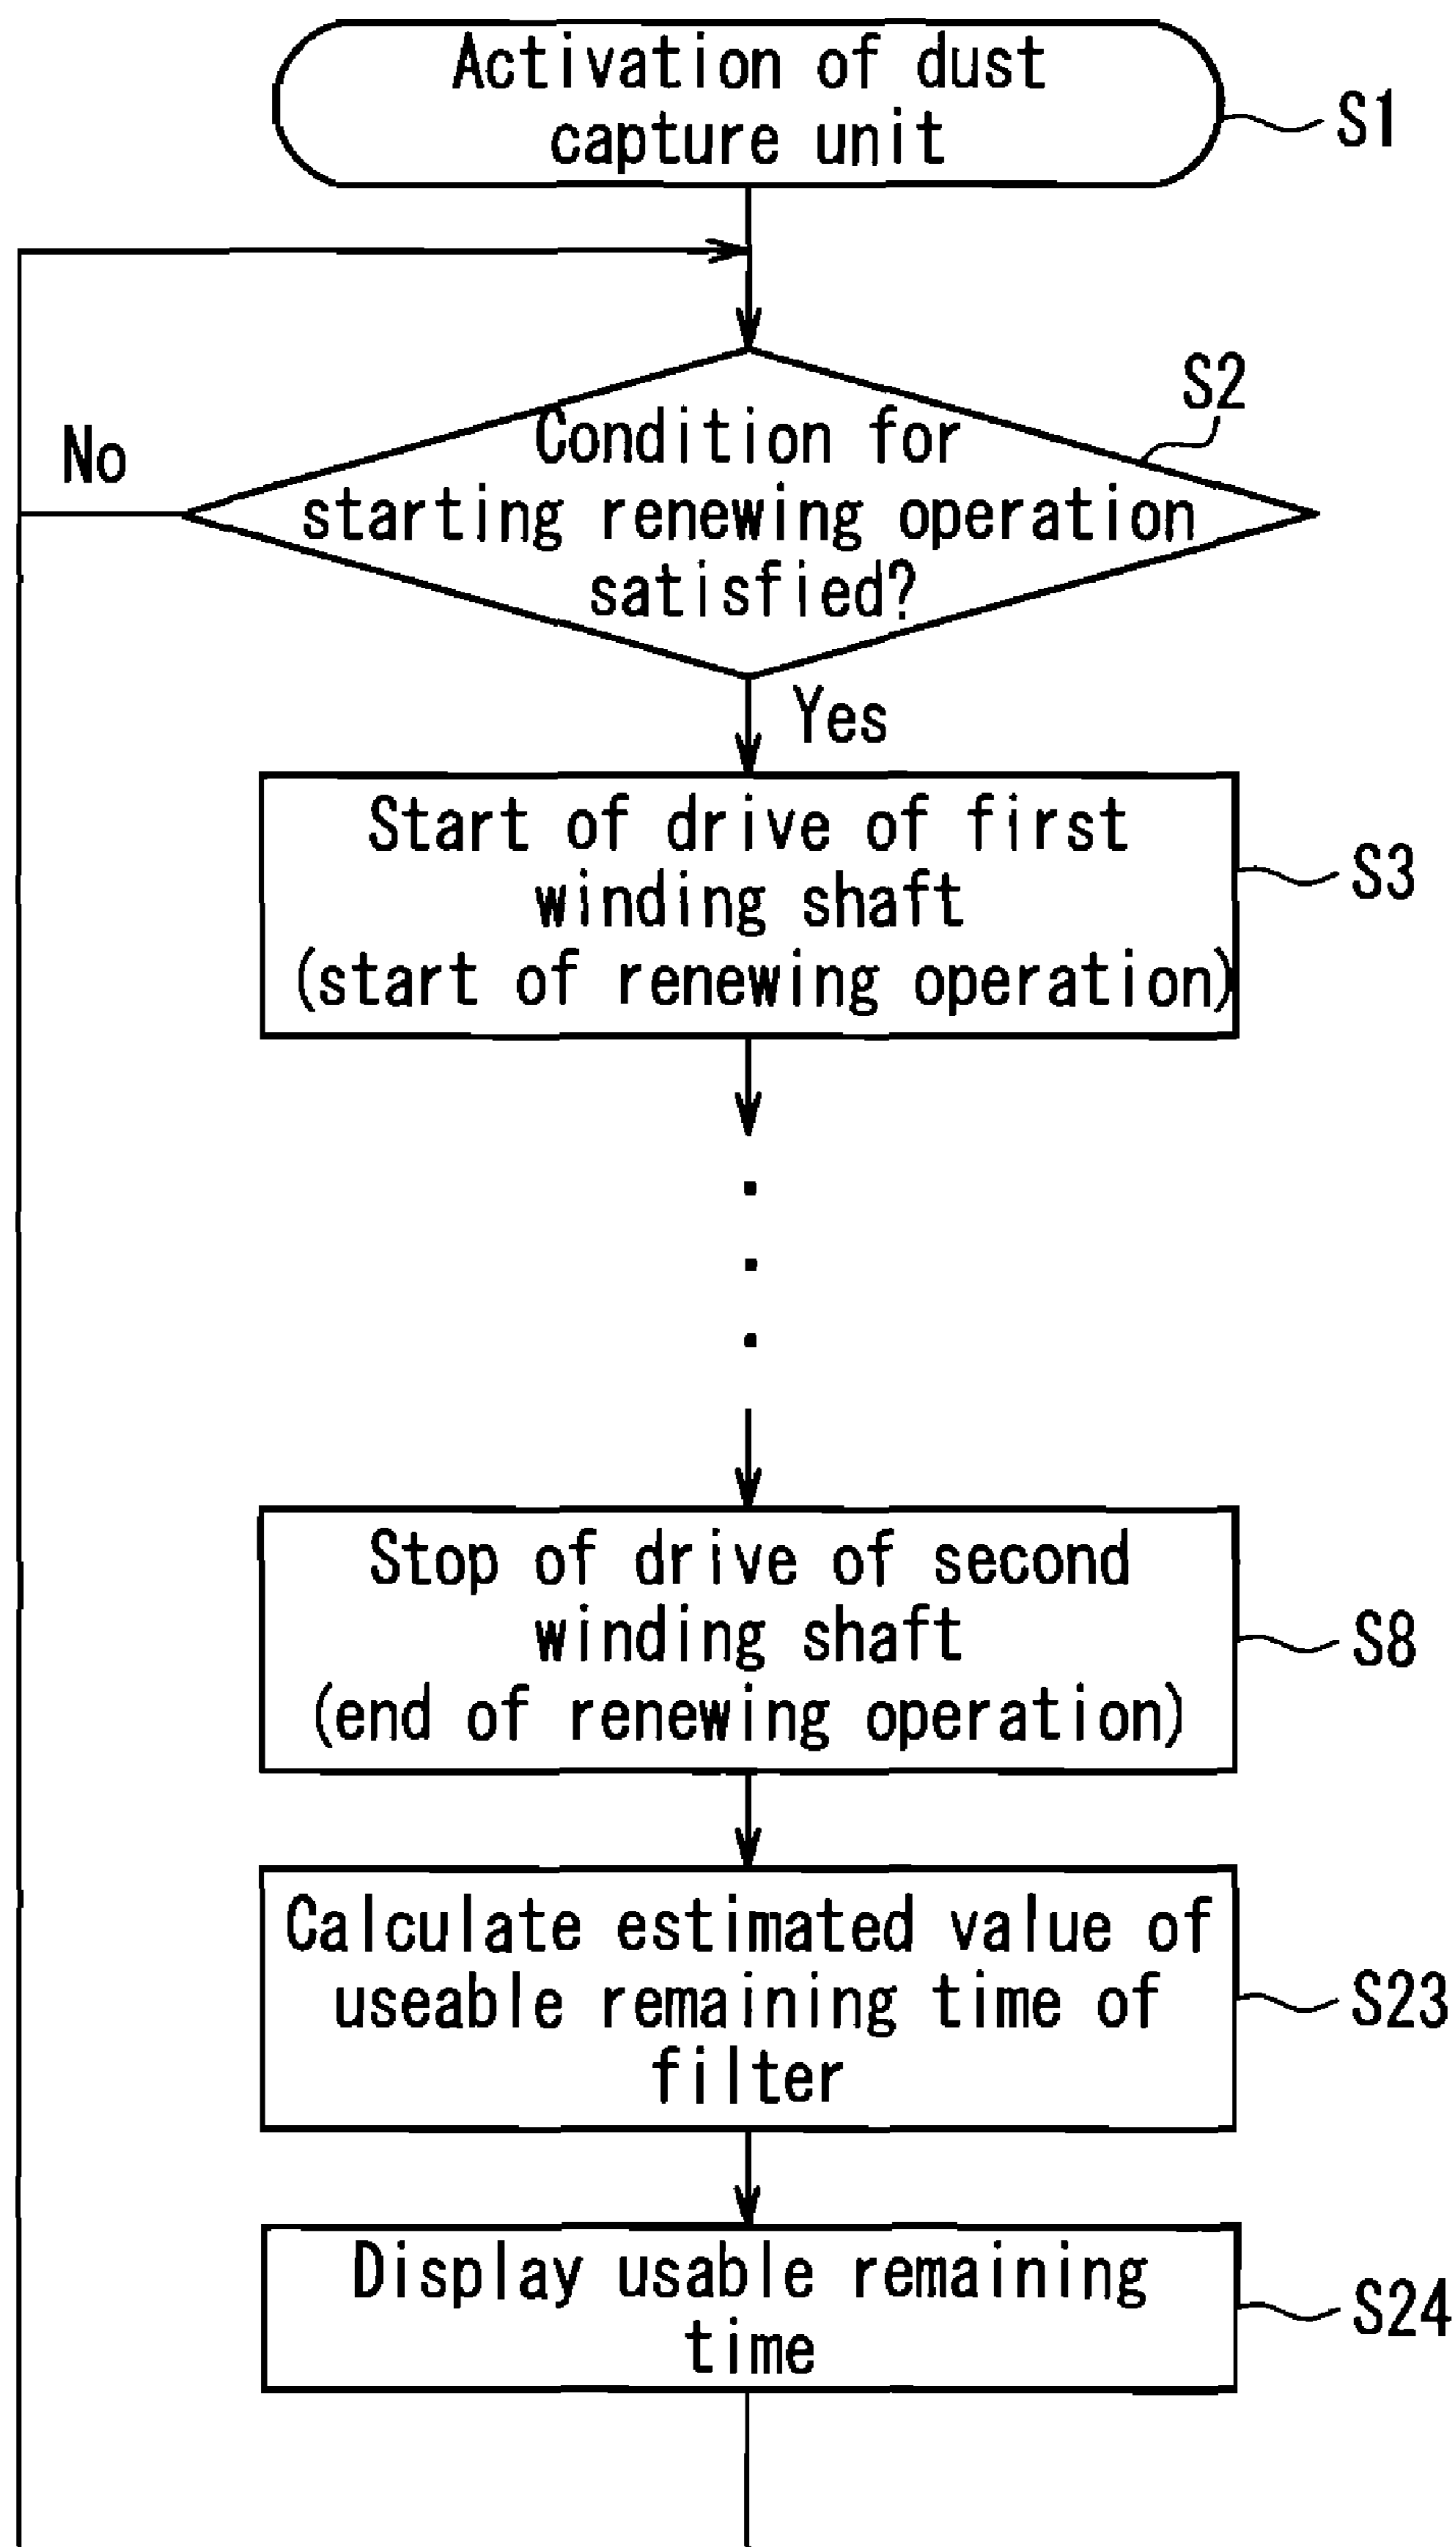 Activation of dust
capture unit
S1
S2
No
Condition for
starting renewing operation
satisfied?
Yes
Start of drive of first
winding shaft
(start of renewing operation)
S3
Stop of drive of second
winding shaft
(end of renewing operation)
S8
Calculate estimated value of
useable remaining time of
filter
S23
Display usable remaining
time
S24